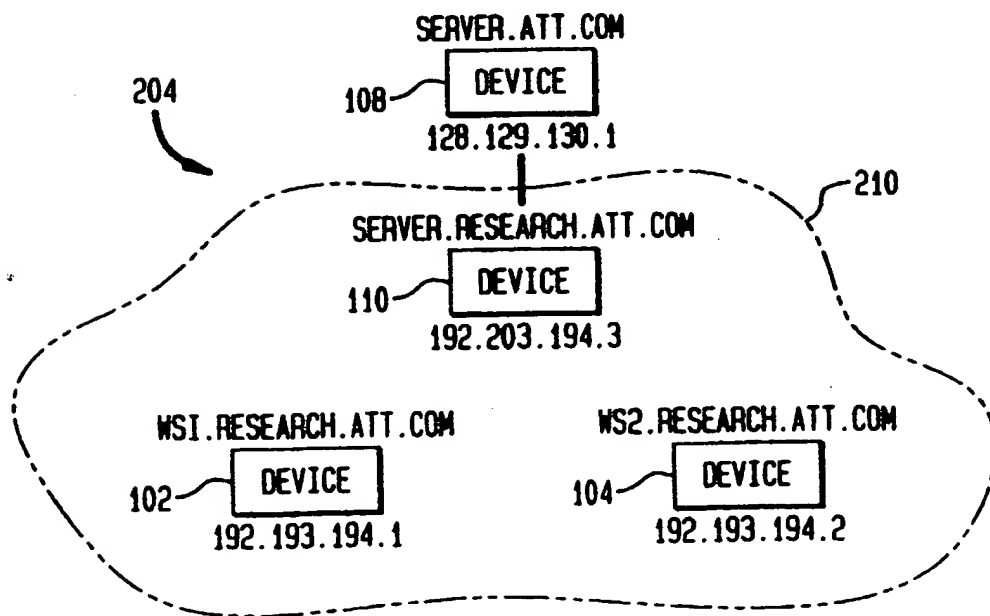 SERVER.ATT.COM
204
108
DEVICE
128.129.130.1
210
SERVER.RESEARCH.ATT.COM
110
DEVICE
192.203.194.3
WS1.RESEARCH.ATT.COM
WS2.RESEARCH.ATT.COM
102
DEVICE
104
DEVICE
192.193.194.1
192.193.194.2